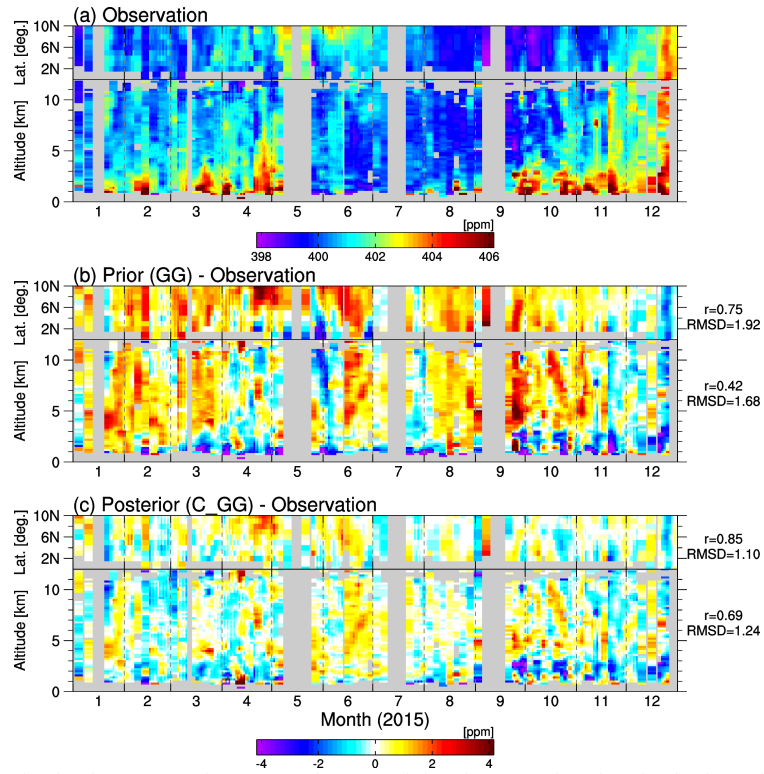 (a) Observation
10N
6N
2N
Lat. [deg.]
10
5
0
Altitude [km]
1 2 3 4 5 6 7 8 9 10 11 12
[ppm]
398 400 402 404 406
(b) Prior (GG) - Observation
10N
6N
2N
Lat. [deg.]
r=0.75
RMSD=1.92
10
5
0
Altitude [km]
r=0.42
RMSD=1.68
1 2 3 4 5 6 7 8 9 10 11 12
(c) Posterior (C_GG) - Observation
10N
6N
2N
Lat. [deg.]
r=0.85
RMSD=1.10
10
5
0
Altitude [km]
r=0.69
RMSD=1.24
1 2 3 4 5 6 7 8 9 10 11 12
Month (2015)
[ppm]
-4 -2 0 2 4